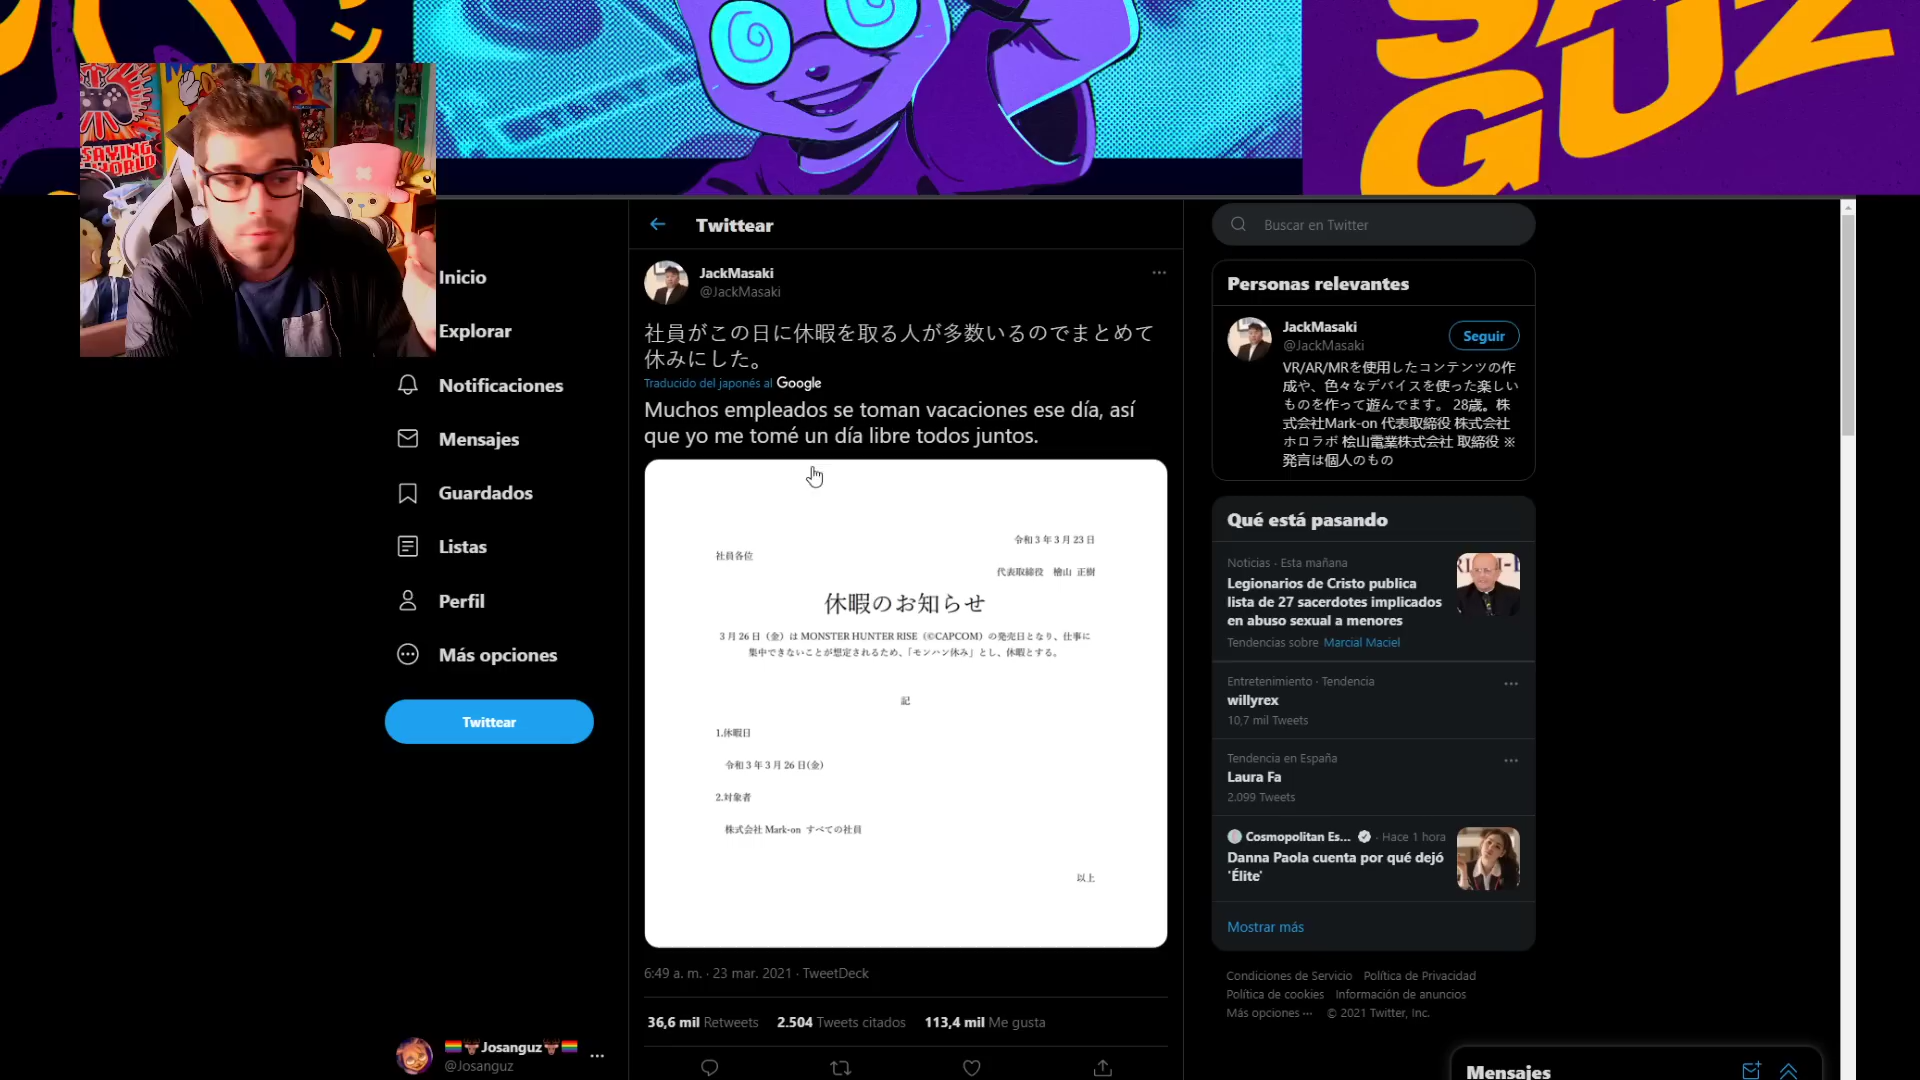 ン
START
SA
GUZ
SAVING
WORLD
Inicio
Explorar
Notificaciones
Mensajes
Guardados
Listas
Perfil
Más opciones
Twittear
Josanguz
@Josanguz
Twittear
JackMasaki
@JackMasaki
社員がこの日に休暇を取る人が多数いるのでまとめて
休みにした。
Traducido del japonés al Google
Muchos empleados se toman vacaciones ese día, así
que yo me tomé un día libre todos juntos.
令和3年3月23日
社員各位
代表取締役 檜山 正樹
休暇のお知らせ
3月26日（金）は MONSTER HUNTER RISE（©CAPCOM）の発売日となり、仕事に
集中できないことが想定されるため、「モンハン休み」とし、休暇とする。
記
1.休暇日
令和3年3月26日(金)
2.対象者
株式会社 Mark-on すべての社員
以上
6:49 a. m. · 23 mar. 2021 · TweetDeck
36,6 mil Retweets 2.504 Tweets citados 113,4 mil Me gusta
Buscar en Twitter
Personas relevantes
JackMasaki
@JackMasaki
Seguir
VR/AR/MRを使用したコンテンツの作
成や、色々なデバイスを使った楽しい
ものを作って遊んでます。 28歳。株
式会社Mark-on 代表取締役 株式会社
ホロラボ 桧山電業株式会社 取締役 ※
発言は個人のもの
Qué está pasando
Noticias · Esta mañana
Legionarios de Cristo publica
lista de 27 sacerdotes implicados
en abuso sexual a menores
Tendencias sobre Marcial Maciel
Entretenimiento · Tendencia
willyrex
10,7 mil Tweets
Tendencia en España
Laura Fa
2.099 Tweets
Cosmopolitan Es... · Hace 1 hora
Danna Paola cuenta por qué dejó
'Élite'
Mostrar más
Condiciones de Servicio Política de Privacidad
Política de cookies Información de anuncios
Más opciones ··· © 2021 Twitter, Inc.
Mensajes